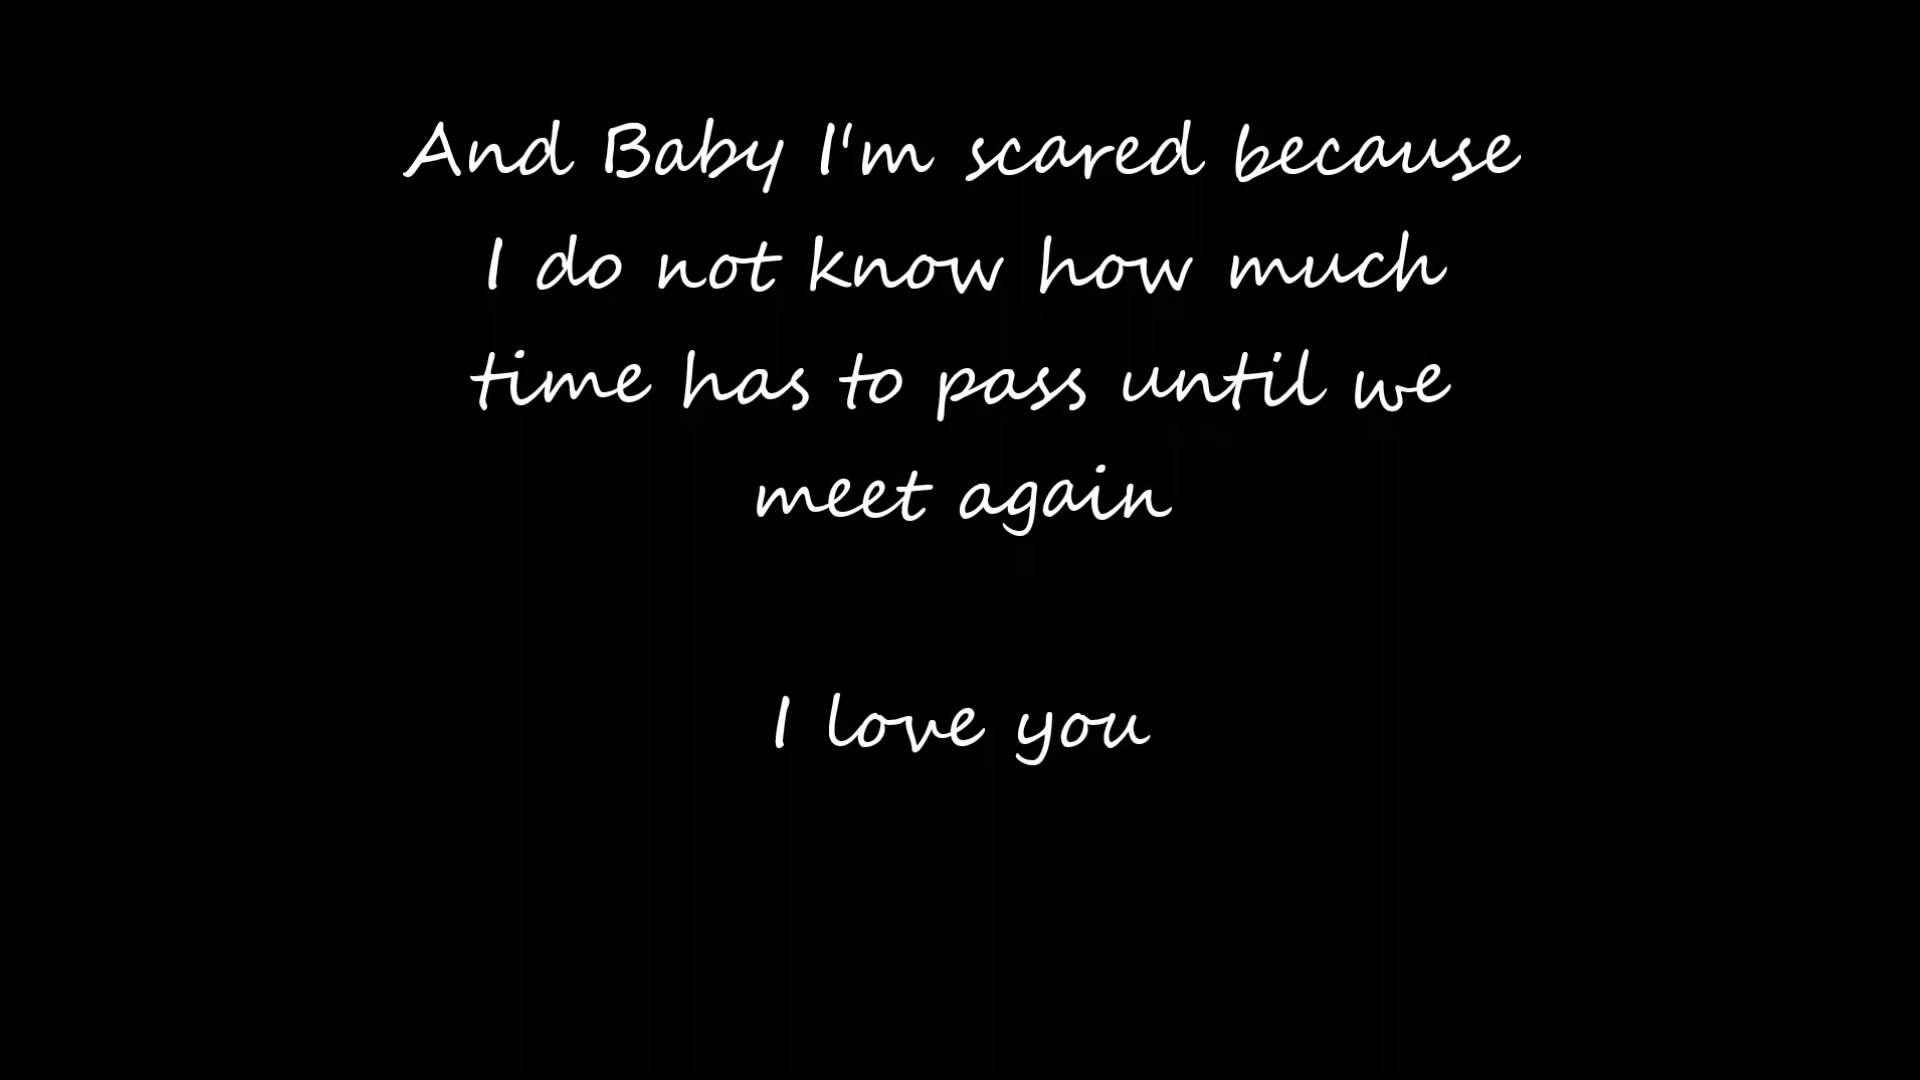 And Baby I'm scared because
I do not know how much
time has to pass until we
meet again
I love you